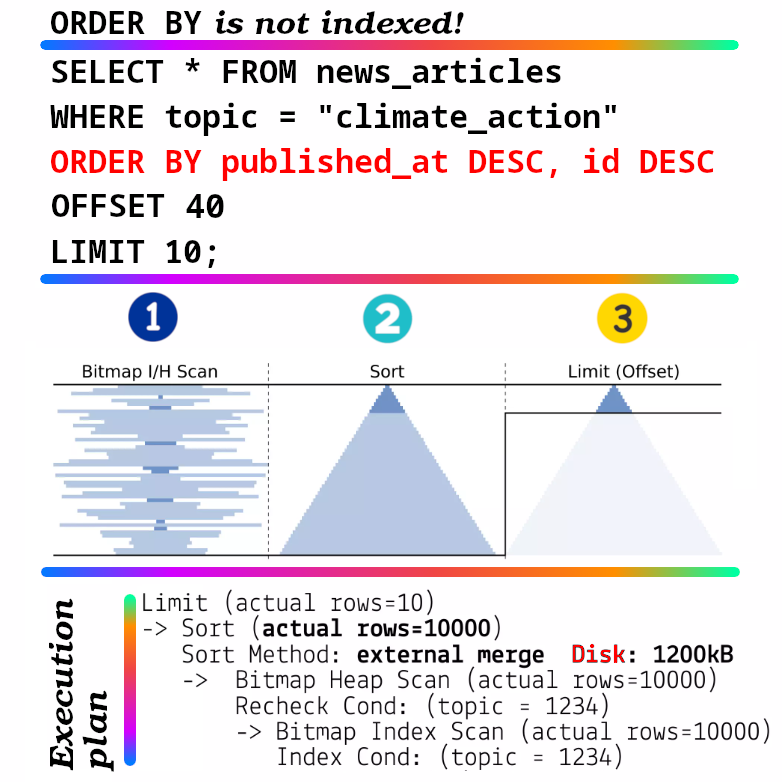 ORDER BY is not indexed!
SELECT * FROM news_articles
WHERE topic = "climate_action"
ORDER BY published_at DESC, id DESC
OFFSET 40
LIMIT 10;
1 2 3
Bitmap I/H Scan Sort Limit (Offset)
Execution plan
Limit (actual rows=10)
-> Sort (actual rows=10000)
Sort Method: external merge Disk: 1200kB
-> Bitmap Heap Scan (actual rows=10000)
Recheck Cond: (topic = 1234)
-> Bitmap Index Scan (actual rows=10000)
Index Cond: (topic = 1234)